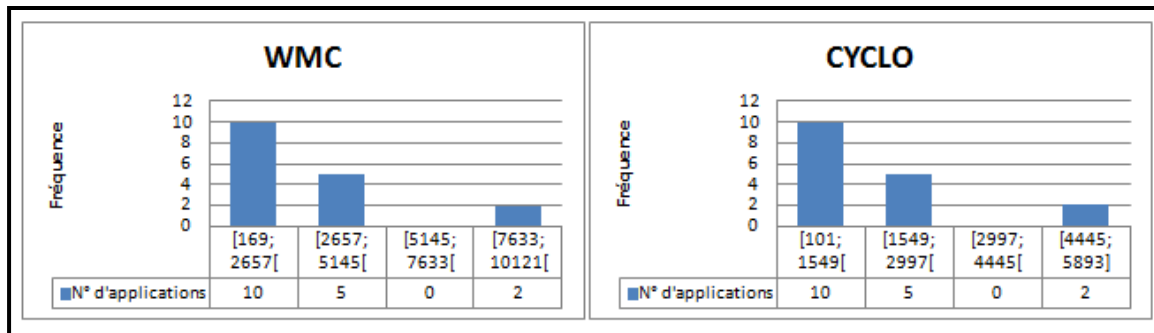 WMC
Fréquence
12
10
8
6
4
2
0
[169; 2657[ [2657; 5145[ [5145; 7633[ [7633; 10121[
N° d'applications 10 5 0 2
CYCLO
Fréquence
12
10
8
6
4
2
0
[101; 1549[ [1549; 2997[ [2997; 4445[ [4445; 5893]
N° d'applications 10 5 0 2